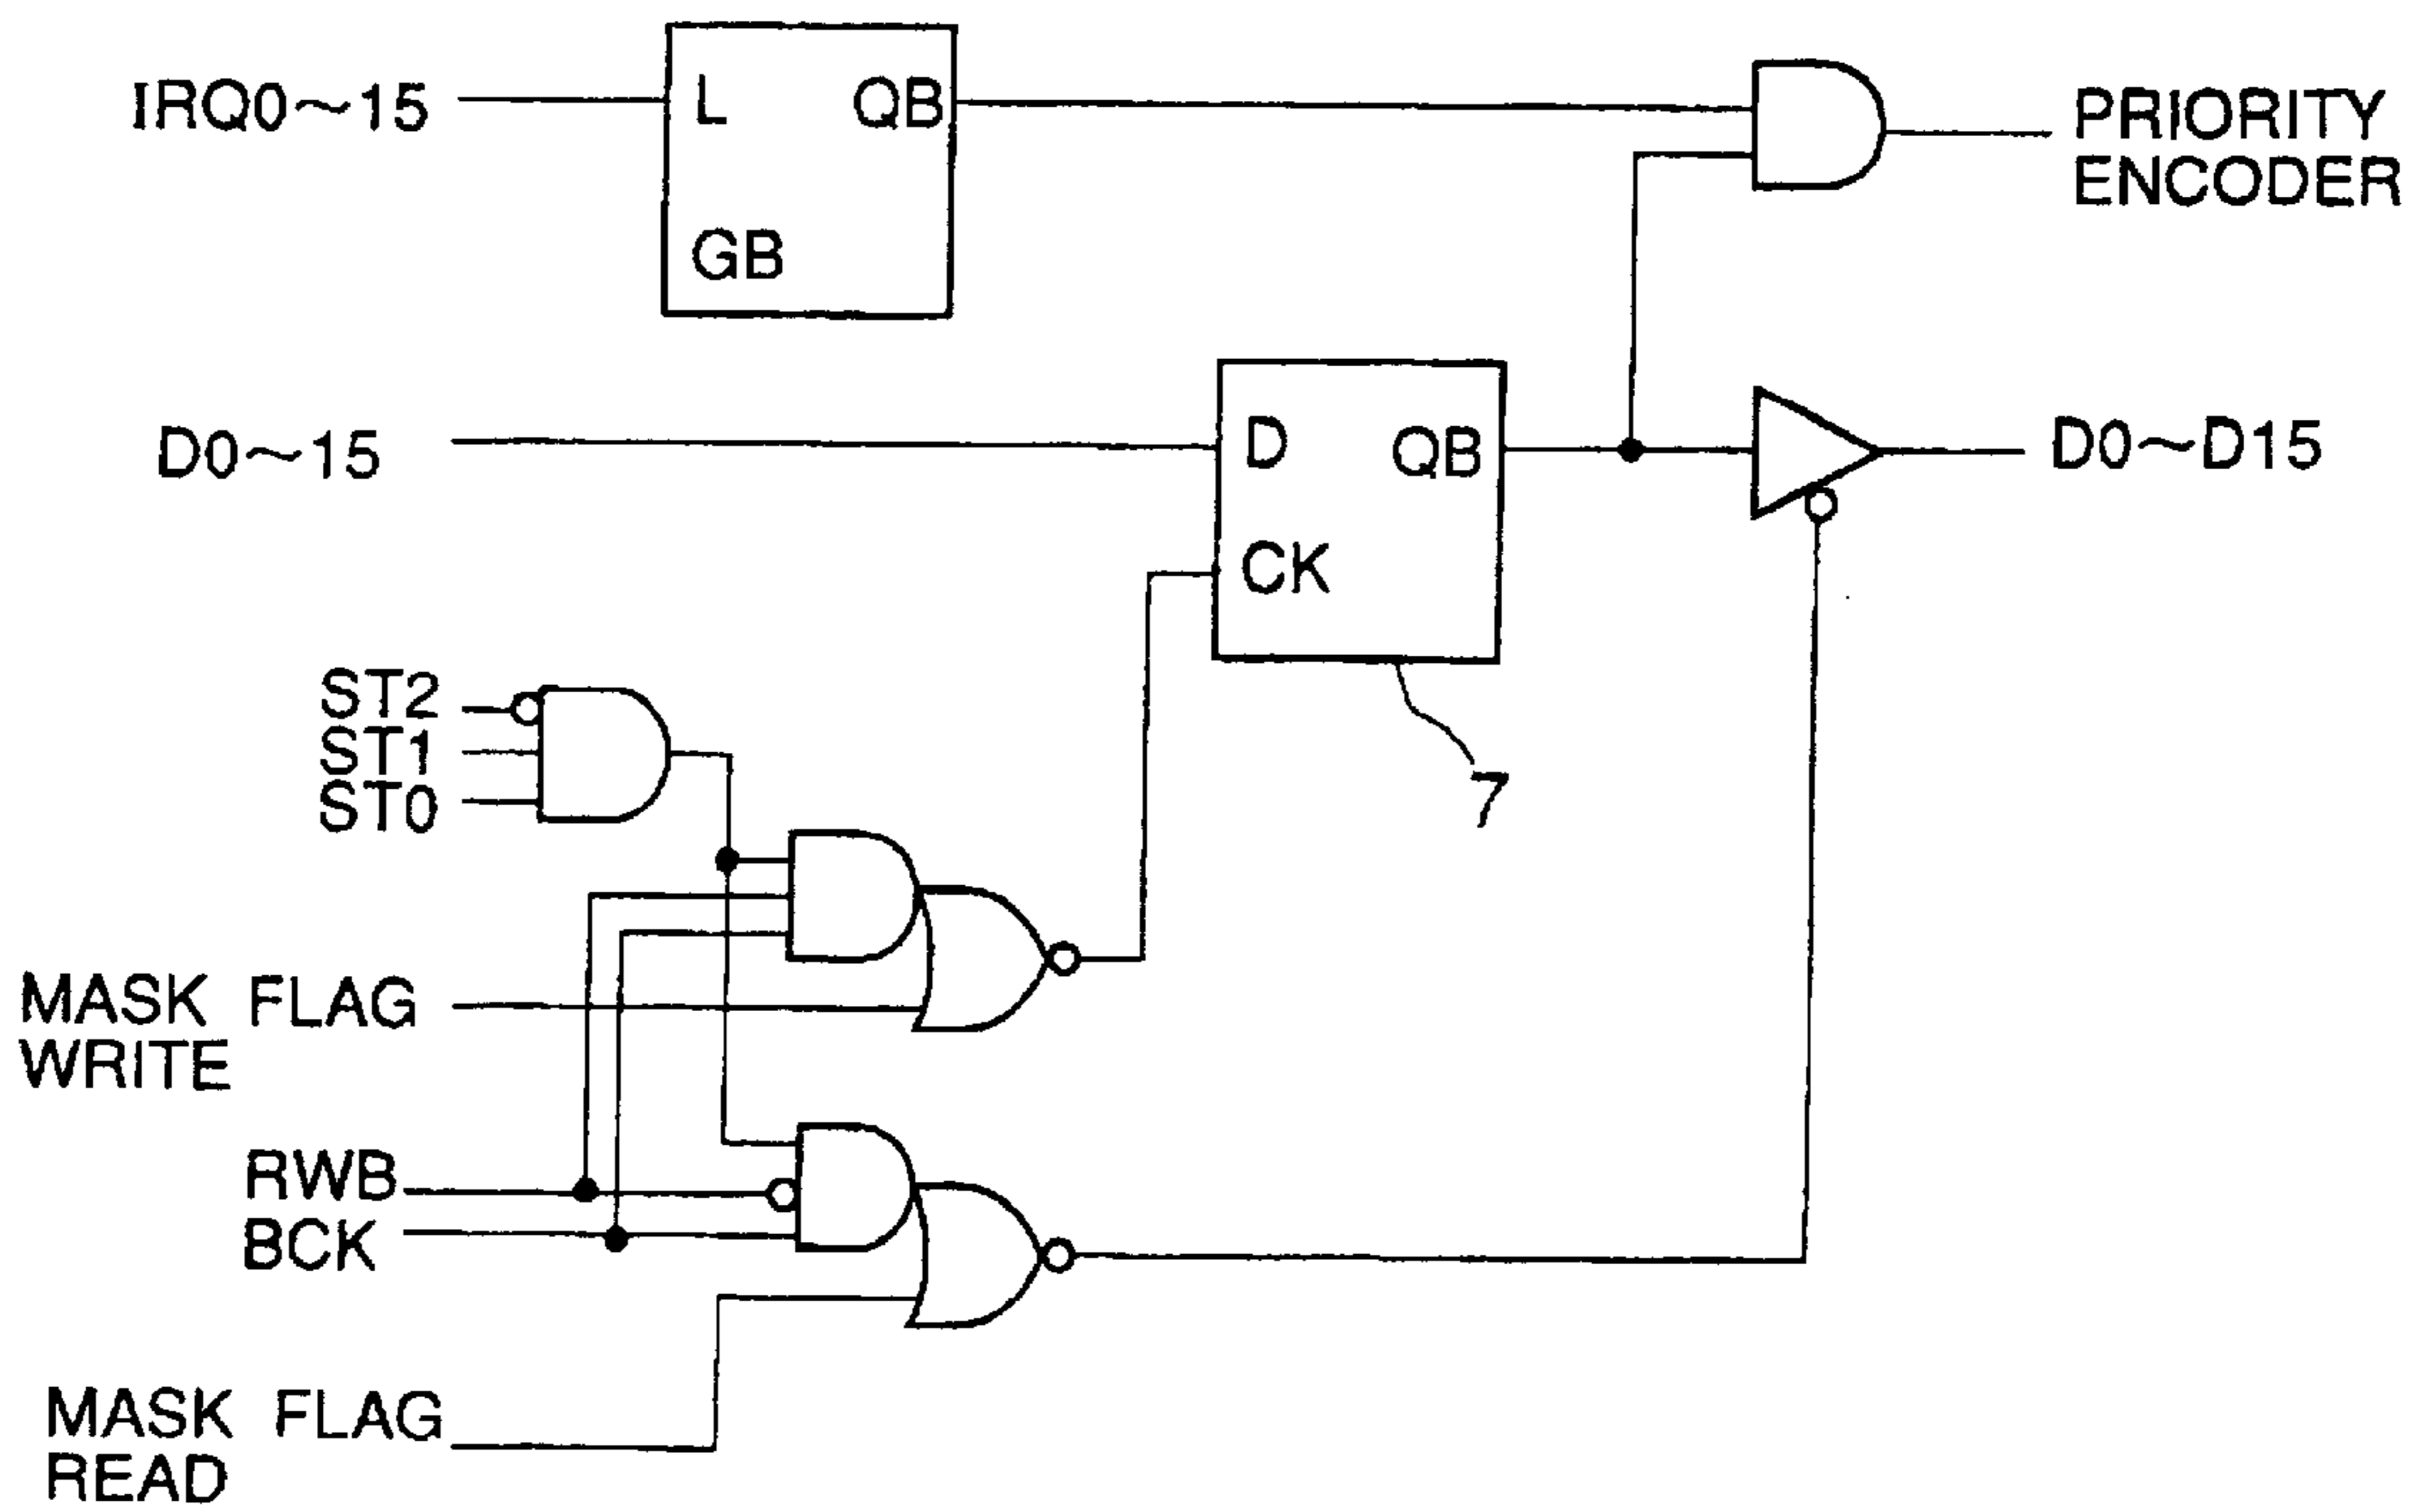 IRQ0～15
L QB
GB
PRIORITY
ENCODER
D0～15
D QB
CK
D0～D15
7
ST2
ST1
ST0
MASK FLAG
WRITE
RWB
BCK
MASK FLAG
READ